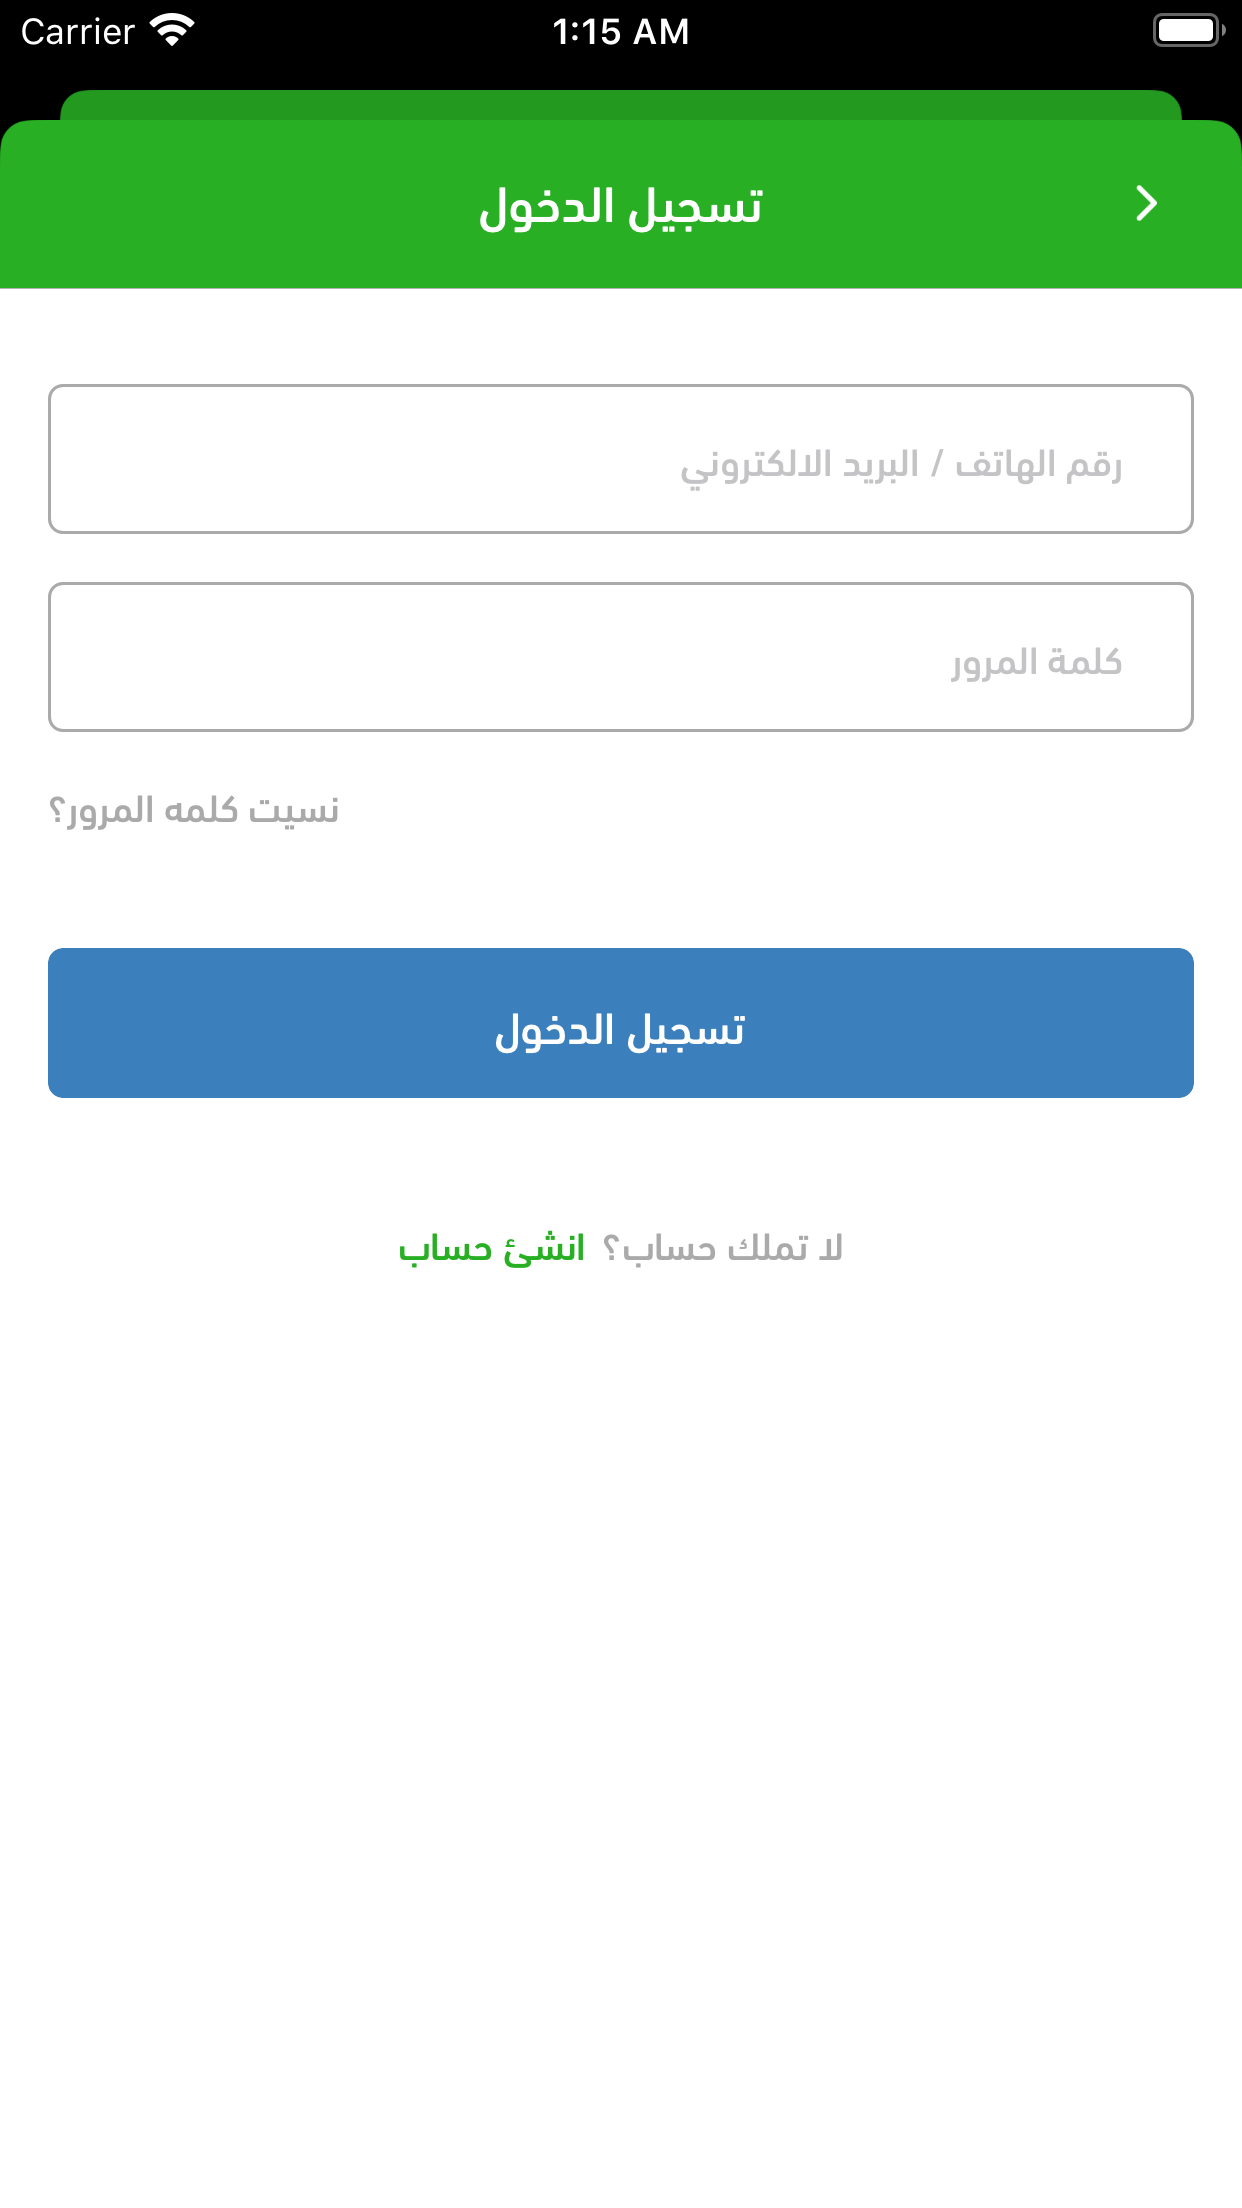 Carrier 1:15 AM
تسجيل الدخول
رقم الهاتف / البريد الالكتروني
كلمة المرور
نسيت كلمه المرور؟
تسجيل الدخول
لا تملك حساب؟ انشئ حساب